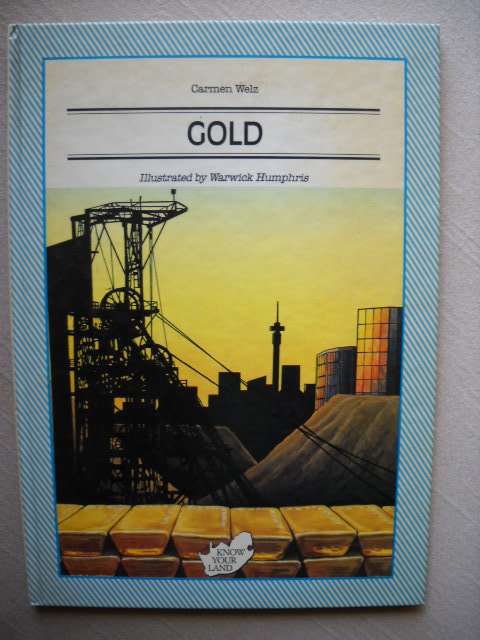 Carmen Welz
GOLD
Illustrated by Warwick Humphris
KNOW
YOUR
LAND